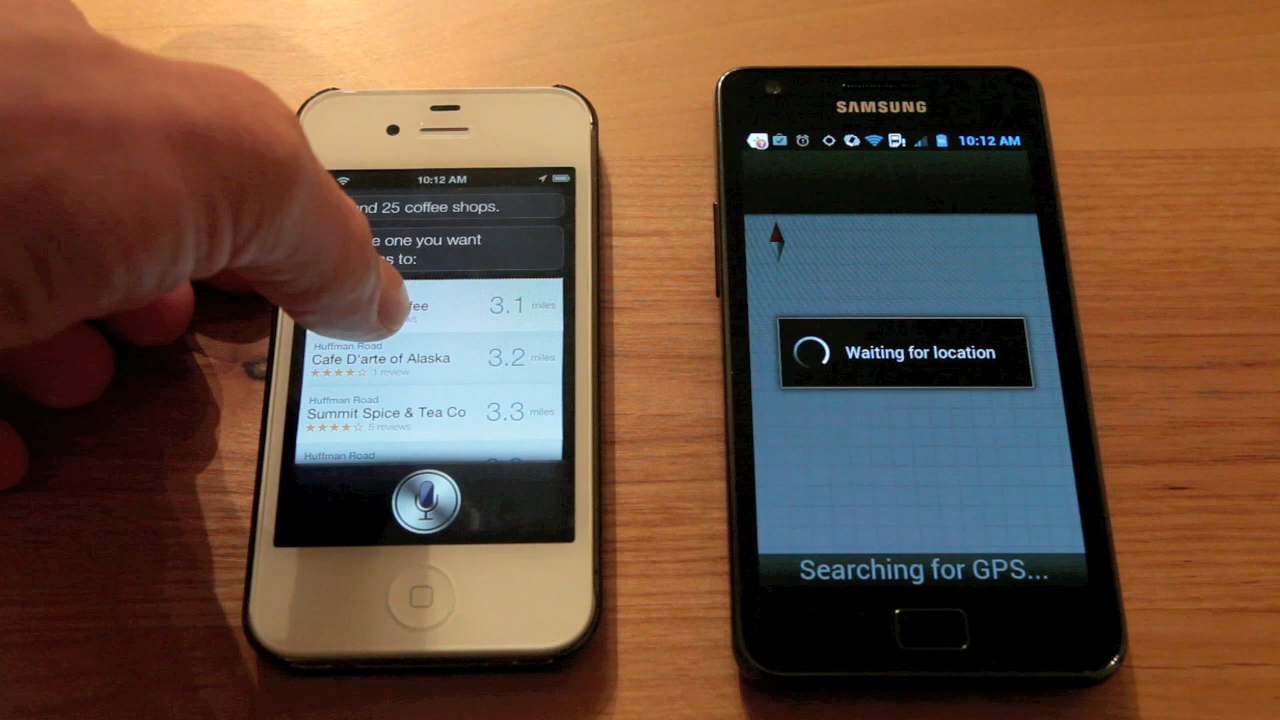 10:12 AM
nd 25 coffee shops.
e one you want
s to:
fee
3.1 miles
Huffman Road
Cafe D'arte of Alaska
3.2 miles
1 review
Huffman Road
Summit Spice & Tea Co
3.3 miles
5 reviews
Huffman Road
SAMSUNG
10:12 AM
Waiting for location
Searching for GPS...